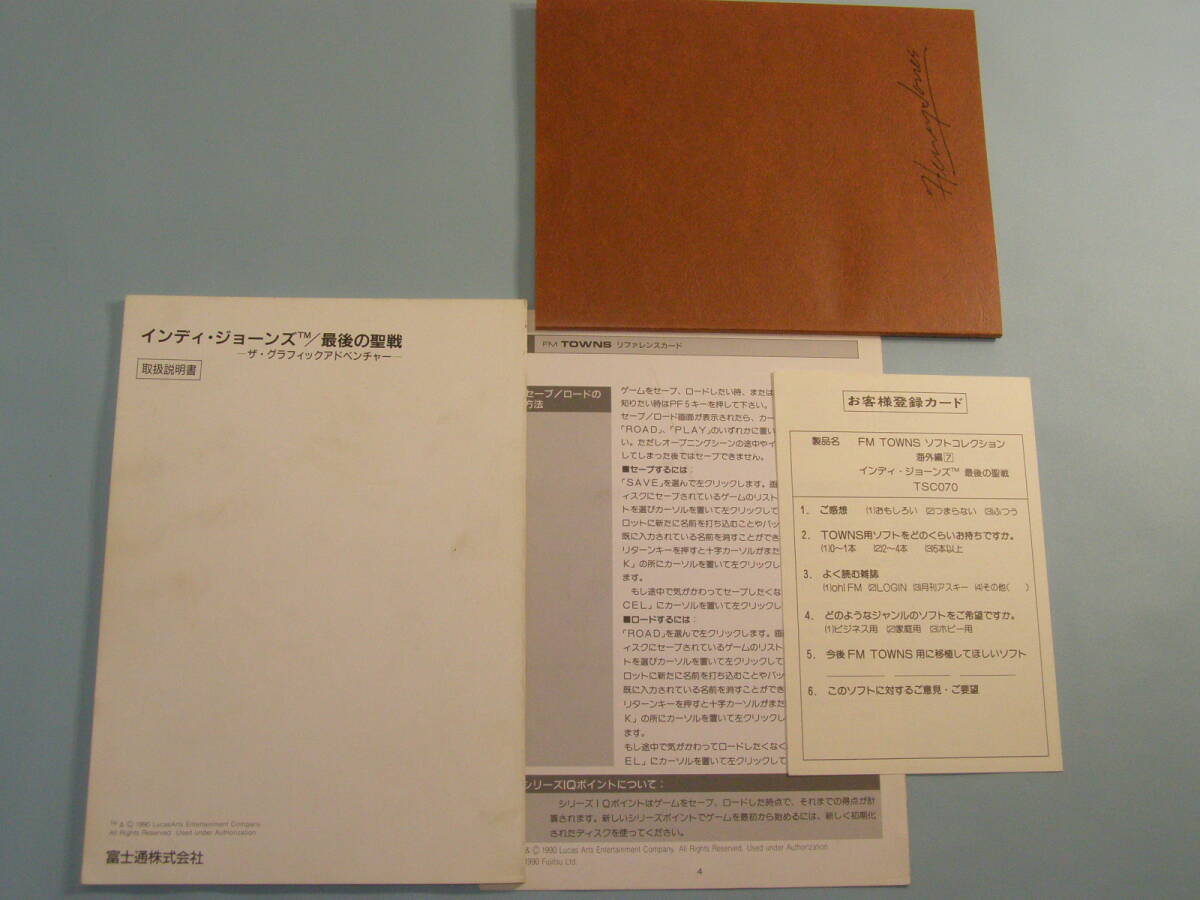 Henry Jones
インディ・ジョーンズ™/最後の聖戦
―ザ・グラフィックアドベンチャー―
取扱説明書
™ & © 1990 LucasArts Entertainment Company.
All Rights Reserved. Used under Authorization.
富士通株式会社
FM TOWNS リファレンスカード
セーブ/ロードの
方法
ゲームをセーブ、ロードしたい時、または
知りたい時はPF5キーを押して下さい。
セーブ/ロード画面が表示されたら、カー
「ROAD」、「PLAY」のいずれかに置い
い。ただしオープニングシーンの途中やイ
してしまった後ではセーブできません。
■セーブするには:
「SAVE」を選んで左クリックします。画
ィスクにセーブされているゲームのリスト
トを選びカーソルを置いて左クリックして
ロットに新たに名前を打ち込むことやバッ
既に入力されている名前を消すことができ
リターンキーを押すと十字カーソルがまた
K」の所にカーソルを置いて左クリックし
ます。
もし途中で気がかわってセーブしたくな
CEL」にカーソルを置いて左クリックし
■ロードするには:
「ROAD」を選んで左クリックします。画
ィスクにセーブされているゲームのリスト
トを選びカーソルを置いて左クリックして
ロットに新たに名前を打ち込むことやバッ
既に入力されている名前を消すことができ
リターンキーを押すと十字カーソルがまた
K」の所にカーソルを置いて左クリックし
ます。
もし途中で気がかわってロードしたくなく
EL」にカーソルを置いて左クリックして
シリーズIQポイントについて:
シリーズIQポイントはゲームをセーブ、ロードした時点で、それまでの得点が計
算されます。新しいシリーズポイントでゲームを最初から始めるには、新しく初期化
されたディスクを使ってください。
& © 1990 Lucas Arts Entertainment Company. All Rights Reserved. Used under Authorization
1990 Fujitsu Ltd.
4
お客様登録カード
製品名 FM TOWNS ソフトコレクション
海外編⑦
インディ・ジョーンズ™ 最後の聖戦
TSC070
1. ご感想 (1)おもしろい (2)つまらない (3)ふつう
2. TOWNS用ソフトをどのくらいお持ちですか。
(1)0〜1本 (2)2〜4本 (3)5本以上
3. よく読む雑誌
(1)oh!FM (2)LOGIN (3)月刊アスキー (4)その他( )
4. どのようなジャンルのソフトをご希望ですか。
(1)ビジネス用 (2)家庭用 (3)ホビー用
5. 今後FM TOWNS用に移植してほしいソフト
6. このソフトに対するご意見・ご要望